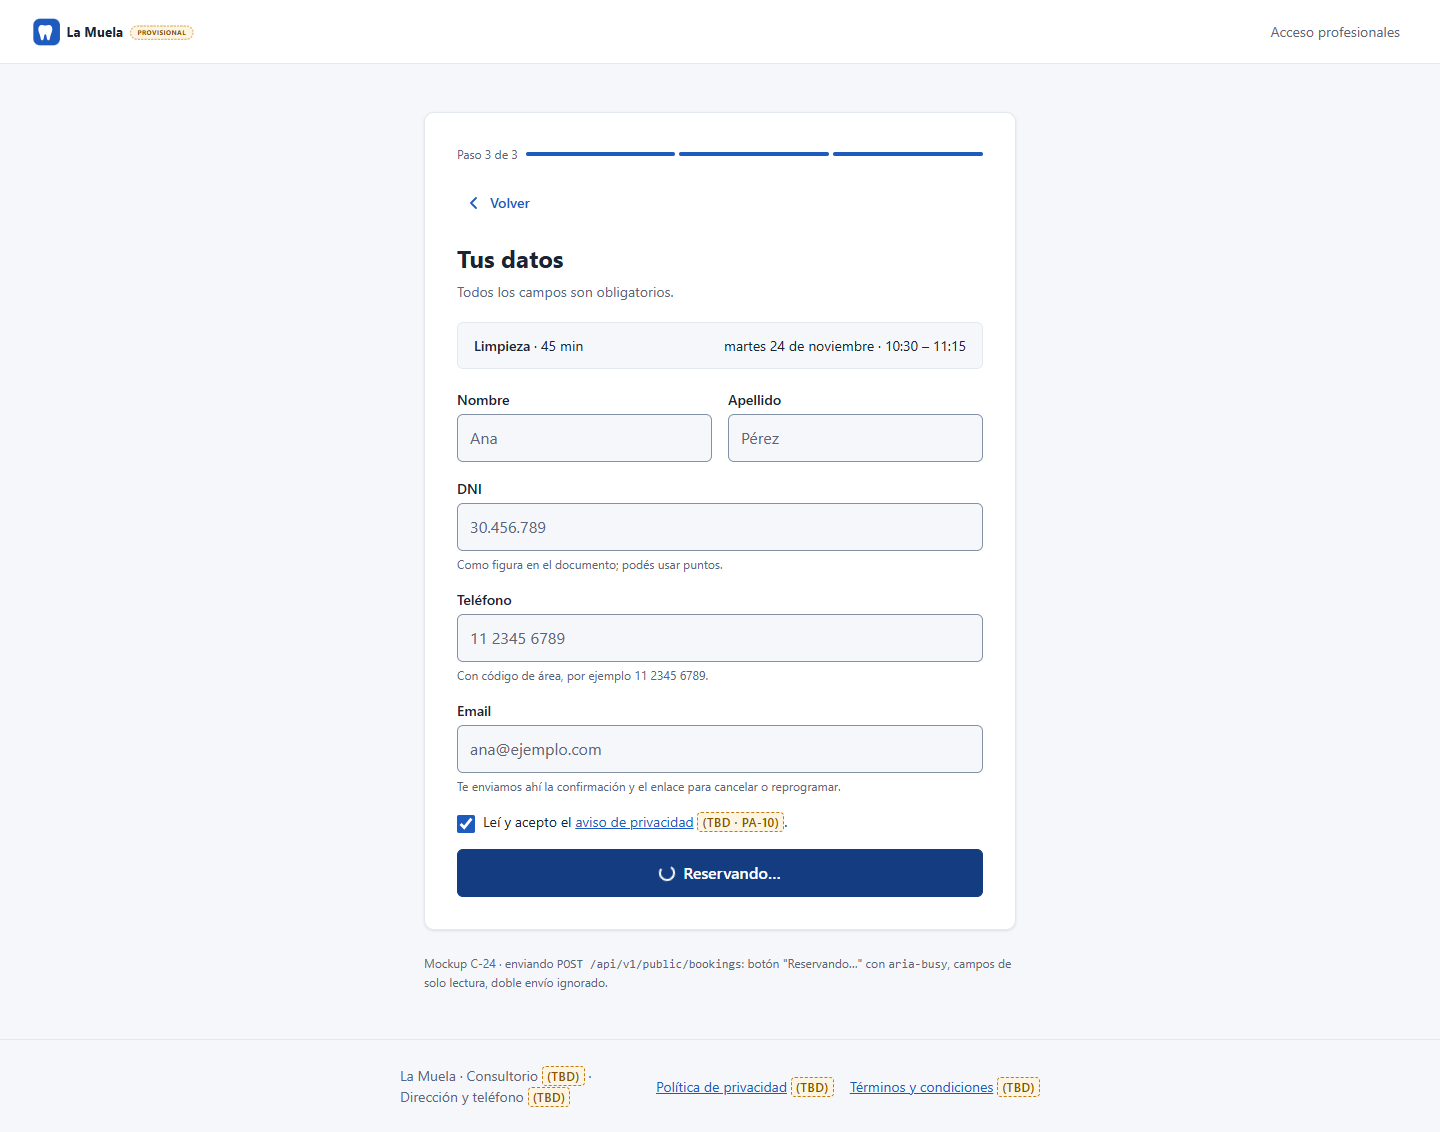 La Muela PROVISIONAL
Acceso profesionales
Paso 3 de 3
Volver
Tus datos
Todos los campos son obligatorios.
Limpieza · 45 min
martes 24 de noviembre · 10:30 – 11:15
Nombre
Apellido
Ana
Pérez
DNI
30.456.789
Como figura en el documento; podés usar puntos.
Teléfono
11 2345 6789
Con código de área, por ejemplo 11 2345 6789.
Email
ana@ejemplo.com
Te enviamos ahí la confirmación y el enlace para cancelar o reprogramar.
Leí y acepto el aviso de privacidad (TBD · PA-10).
Reservando…
Mockup C-24 · enviando POST /api/v1/public/bookings: botón "Reservando…" con aria-busy, campos de
solo lectura, doble envío ignorado.
La Muela · Consultorio (TBD) ·
Dirección y teléfono (TBD)
Política de privacidad (TBD)
Términos y condiciones (TBD)